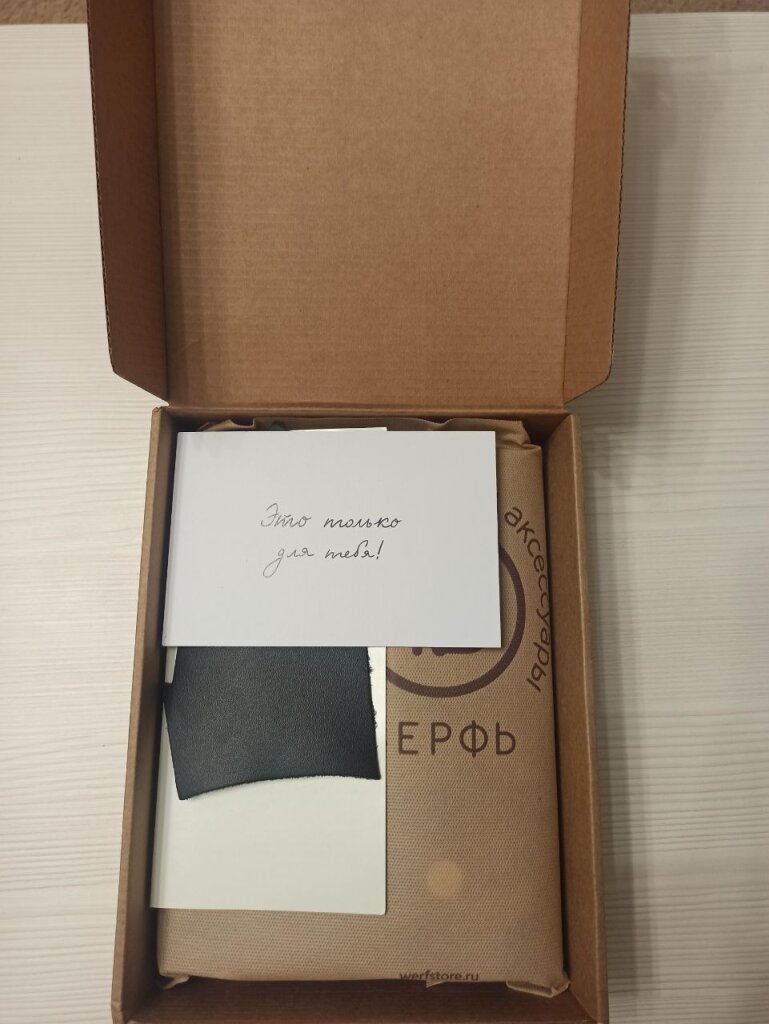 Это только
для тебя!
аксессуары
ЕРФЬ
werfstore.ru